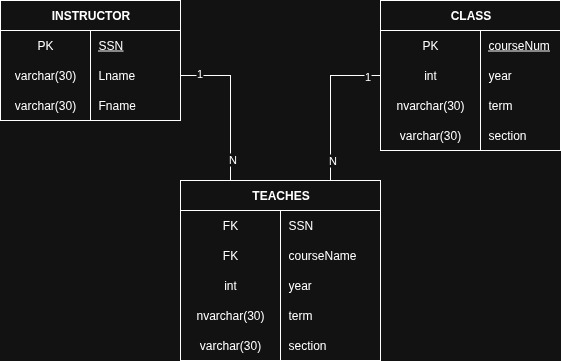 INSTRUCTOR
PK SSN
varchar(30) Lname
varchar(30) Fname
CLASS
PK courseNum
int year
nvarchar(30) term
varchar(30) section
1
1
N
N
TEACHES
FK SSN
FK courseName
int year
nvarchar(30) term
varchar(30) section